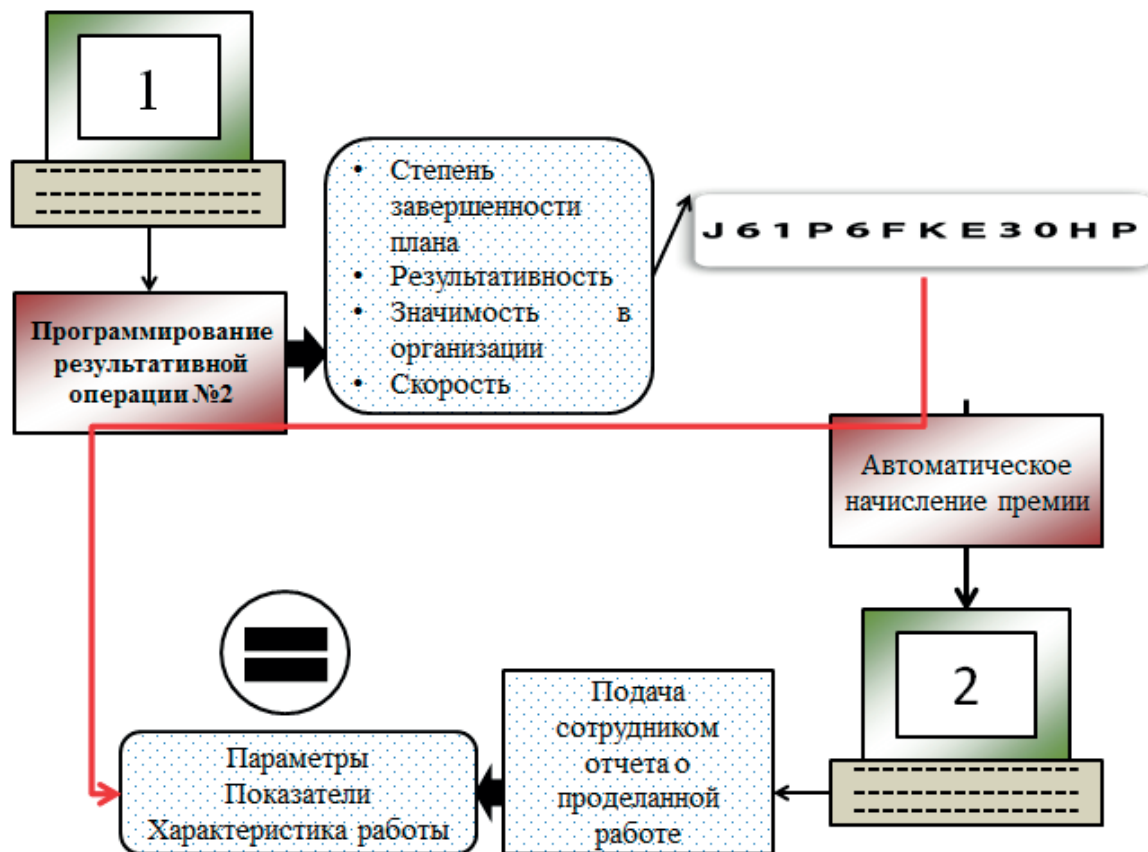 1
Программирование
результативной
операции №2
• Степень
завершенности
плана
• Результативность
• Значимость в
организации
• Скорость
J61P6FKE30HP
Автоматическое
начисление премии
2
Подача
сотрудником
отчета о
проделанной
работе
Параметры
Показатели
Характеристика работы